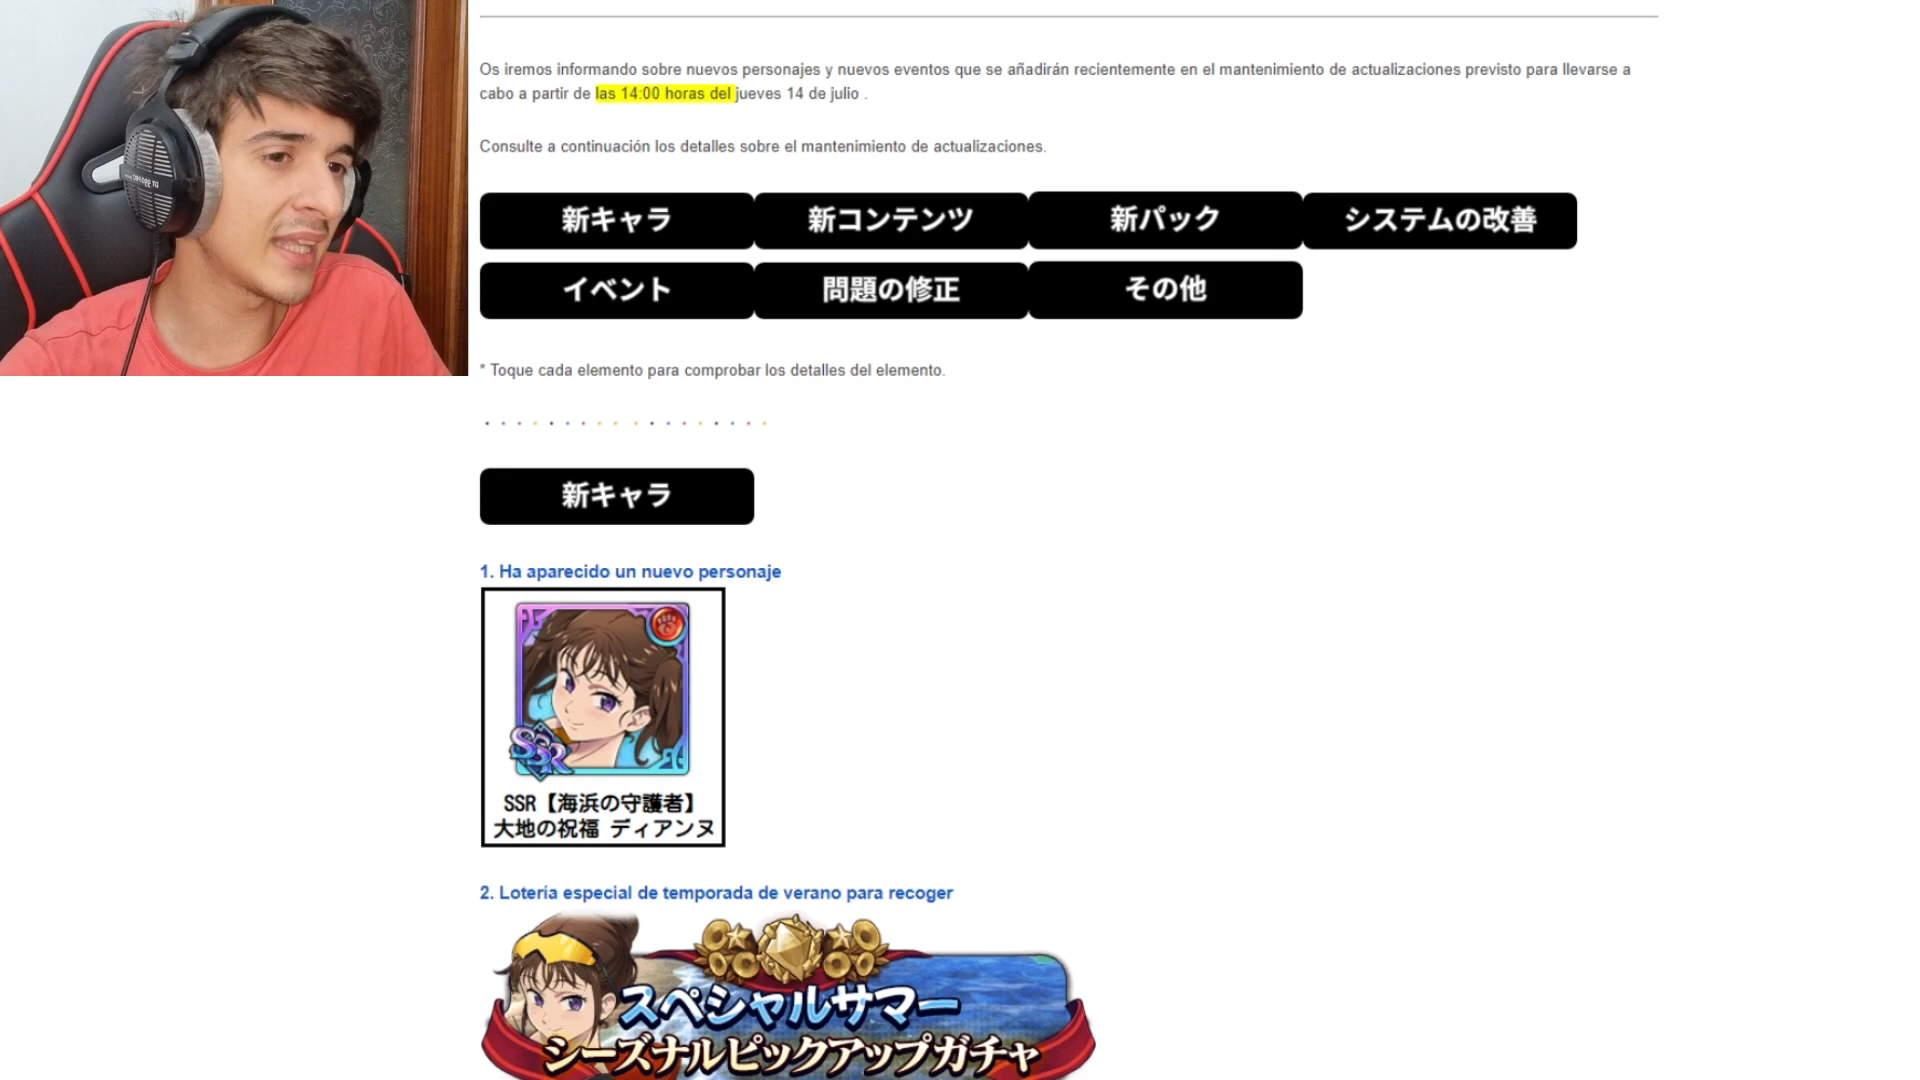 Os iremos informando sobre nuevos personajes y nuevos eventos que se añadirán recientemente en el mantenimiento de actualizaciones previsto para llevarse a
cabo a partir de las 14:00 horas del jueves 14 de julio .
Consulte a continuación los detalles sobre el mantenimiento de actualizaciones.
新キャラ 新コンテンツ 新パック システムの改善
イベント 問題の修正 その他
* Toque cada elemento para comprobar los detalles del elemento.
新キャラ
1. Ha aparecido un nuevo personaje
SSR
SSR【海浜の守護者】
大地の祝福 ディアンヌ
2. Lotería especial de temporada de verano para recoger
スペシャルサマー
シーズナルピックアップガチャ